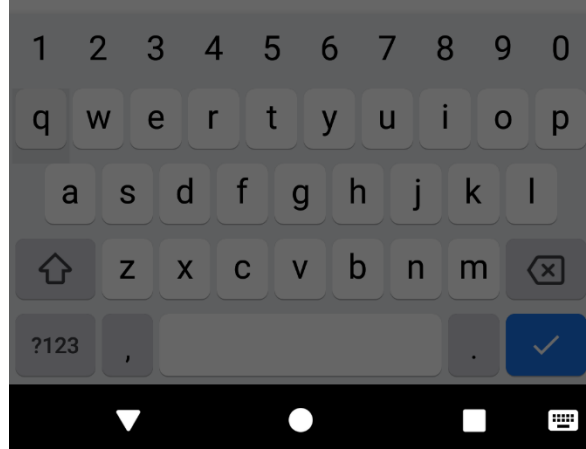 1 2 3 4 5 6 7 8 9 0
q w e r t y u i o p
a s d f g h j k l
z x c v b n m
?123 , .